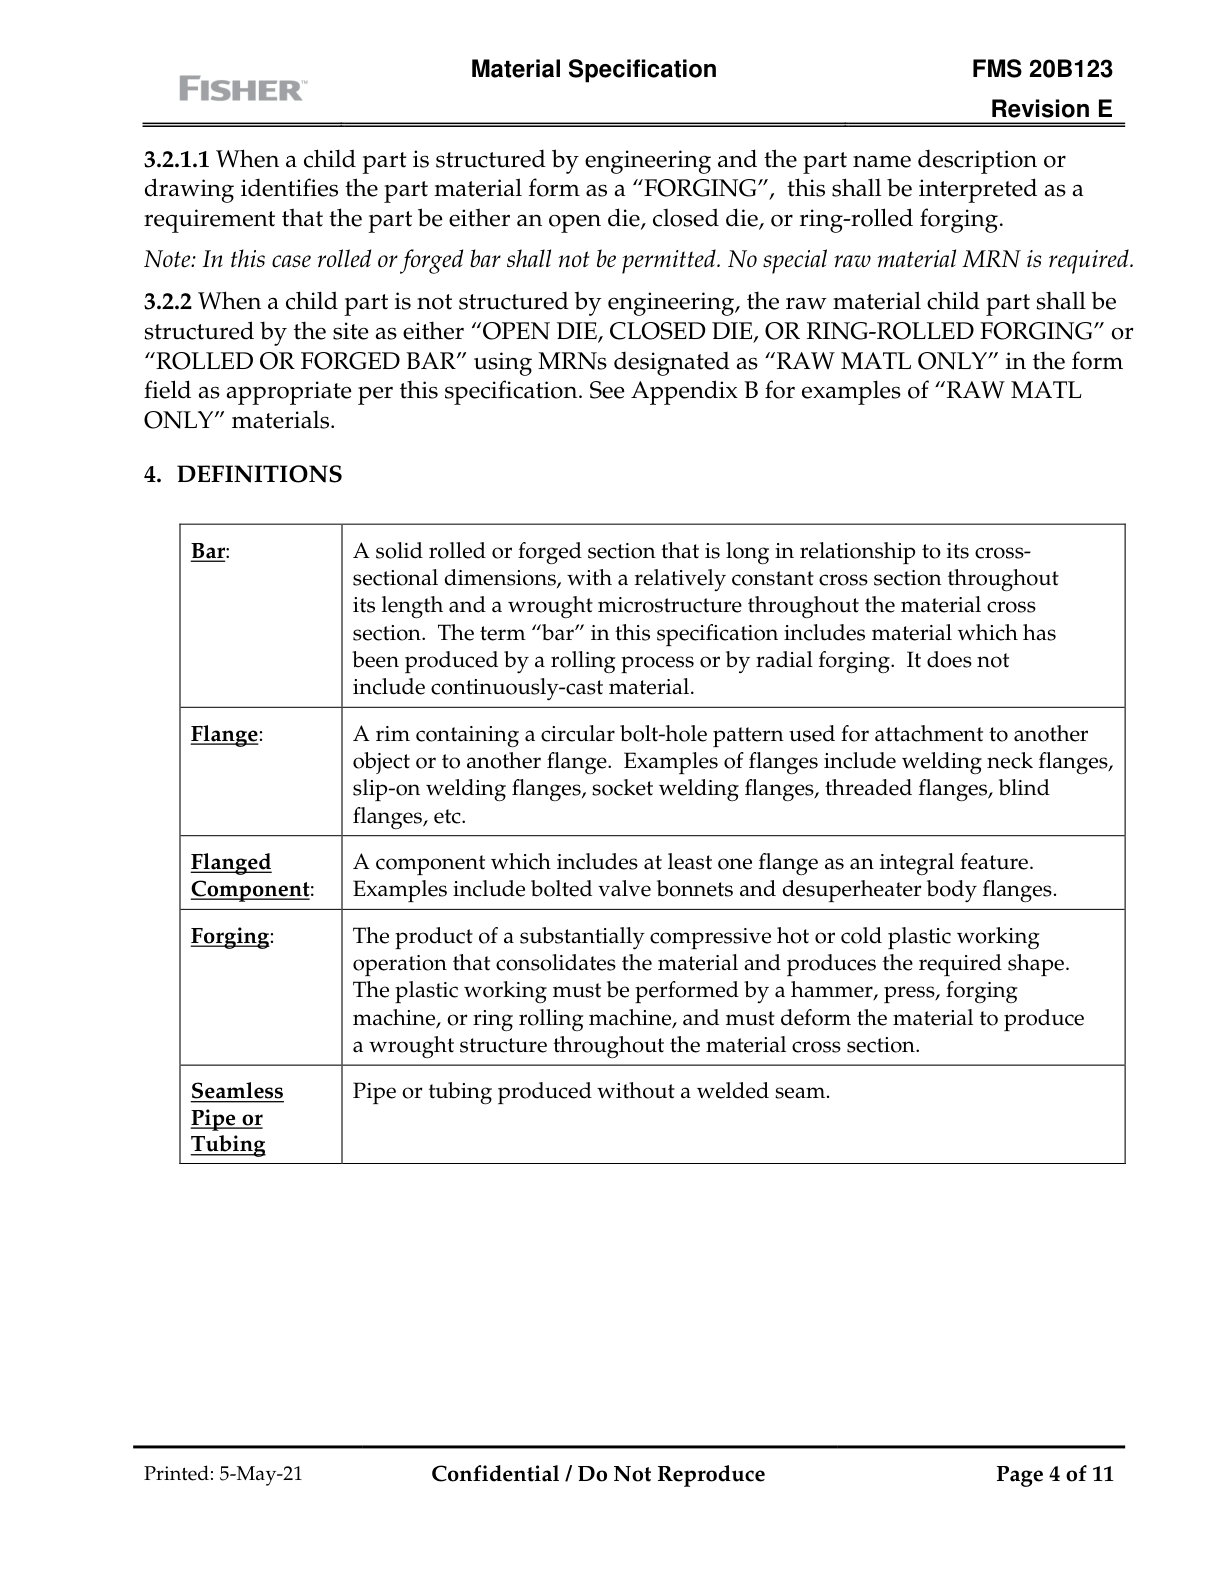 Material Specification
FMS 20B123
FISHER™
Revision E
3.2.1.1 When a child part is structured by engineering and the part name description or
drawing identifies the part material form as a “FORGING”,  this shall be interpreted as a
requirement that the part be either an open die, closed die, or ring-rolled forging.
Note: In this case rolled or forged bar shall not be permitted. No special raw material MRN is required.
3.2.2 When a child part is not structured by engineering, the raw material child part shall be
structured by the site as either “OPEN DIE, CLOSED DIE, OR RING-ROLLED FORGING” or
“ROLLED OR FORGED BAR” using MRNs designated as “RAW MATL ONLY” in the form
field as appropriate per this specification. See Appendix B for examples of “RAW MATL
ONLY” materials.
4. DEFINITIONS
Bar:
A solid rolled or forged section that is long in relationship to its cross-
sectional dimensions, with a relatively constant cross section throughout
its length and a wrought microstructure throughout the material cross
section.  The term “bar” in this specification includes material which has
been produced by a rolling process or by radial forging.  It does not
include continuously-cast material.
Flange:
A rim containing a circular bolt-hole pattern used for attachment to another
object or to another flange.  Examples of flanges include welding neck flanges,
slip-on welding flanges, socket welding flanges, threaded flanges, blind
flanges, etc.
Flanged
Component:
A component which includes at least one flange as an integral feature.
Examples include bolted valve bonnets and desuperheater body flanges.
Forging:
The product of a substantially compressive hot or cold plastic working
operation that consolidates the material and produces the required shape.
The plastic working must be performed by a hammer, press, forging
machine, or ring rolling machine, and must deform the material to produce
a wrought structure throughout the material cross section.
Seamless
Pipe or
Tubing
Pipe or tubing produced without a welded seam.
Printed: 5-May-21
Confidential / Do Not Reproduce
Page 4 of 11